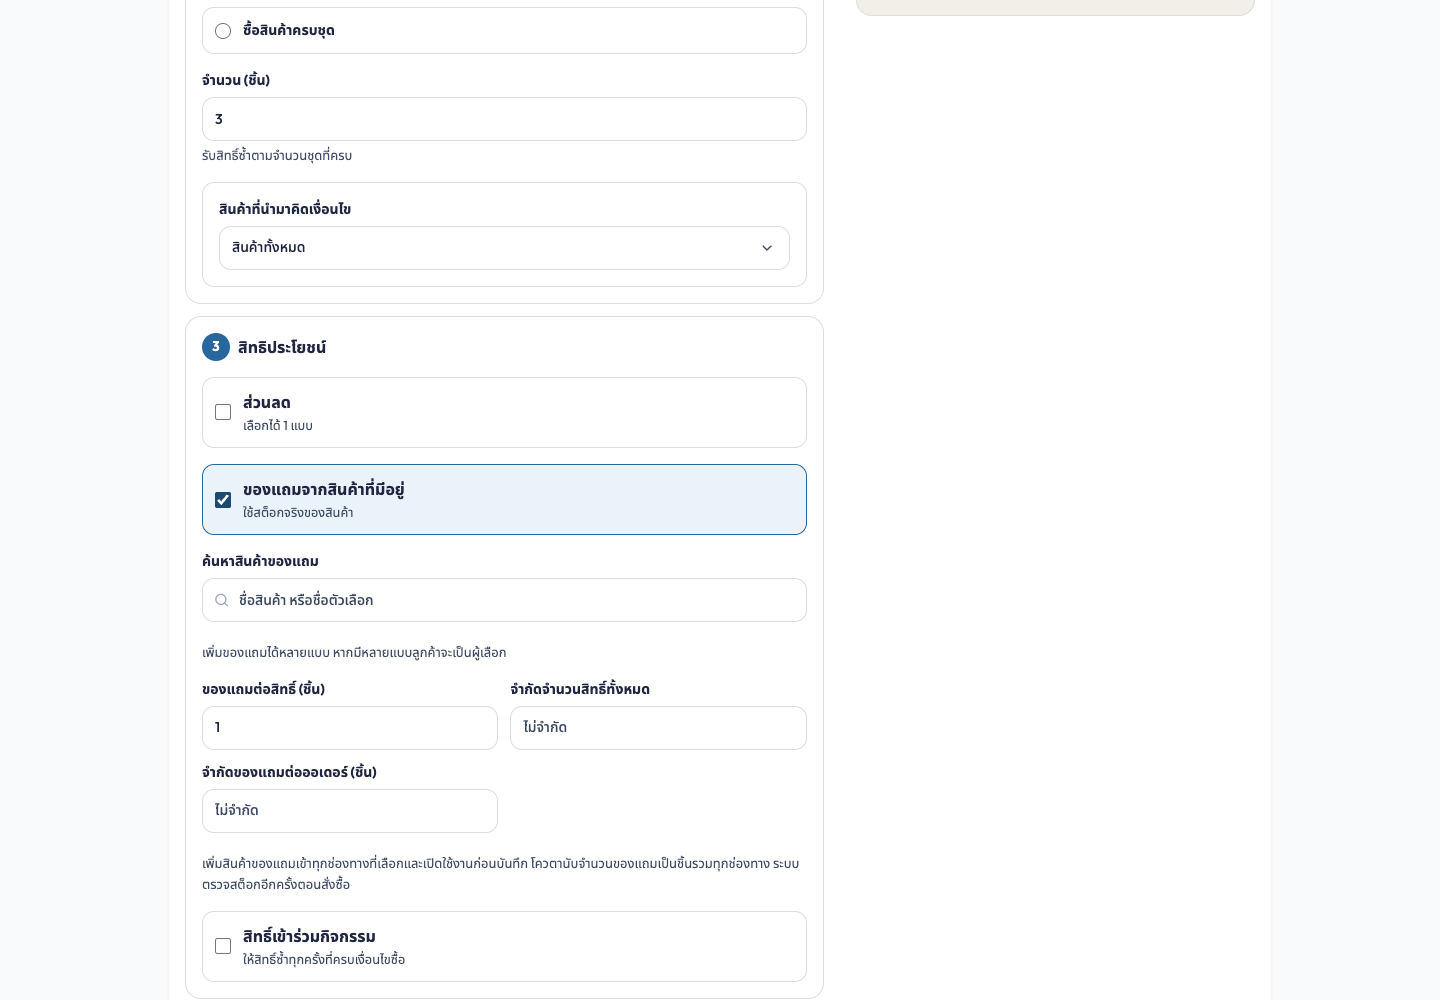 ซื้อสินค้าครบชุด
จำนวน (ชิ้น)
3
รับสิทธิ์ซ้ำตามจำนวนชุดที่ครบ
สินค้าที่นำมาคิดเงื่อนไข
สินค้าทั้งหมด
3 สิทธิประโยชน์
ส่วนลด
เลือกได้ 1 แบบ
ของแถมจากสินค้าที่มีอยู่
ใช้สต็อกจริงของสินค้า
ค้นหาสินค้าของแถม
ชื่อสินค้า หรือชื่อตัวเลือก
เพิ่มของแถมได้หลายแบบ หากมีหลายแบบลูกค้าจะเป็นผู้เลือก
ของแถมต่อสิทธิ์ (ชิ้น) จำกัดจำนวนสิทธิ์ทั้งหมด
1 ไม่จำกัด
จำกัดของแถมต่อออเดอร์ (ชิ้น)
ไม่จำกัด
เพิ่มสินค้าของแถมเข้าทุกช่องทางที่เลือกและเปิดใช้งานก่อนบันทึก โควตานับจำนวนของแถมเป็นชิ้นรวมทุกช่องทาง ระบบ
ตรวจสต็อกอีกครั้งตอนสั่งซื้อ
สิทธิ์เข้าร่วมกิจกรรม
ให้สิทธิ์ซ้ำทุกครั้งที่ครบเงื่อนไขซื้อ